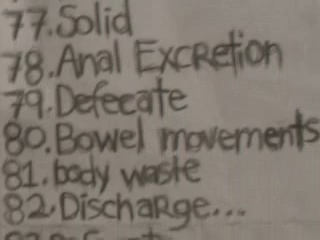 77. Solid
78. Anal Excretion
79. Defecate
80. Bowel movements
81. body waste
82. Discharge...